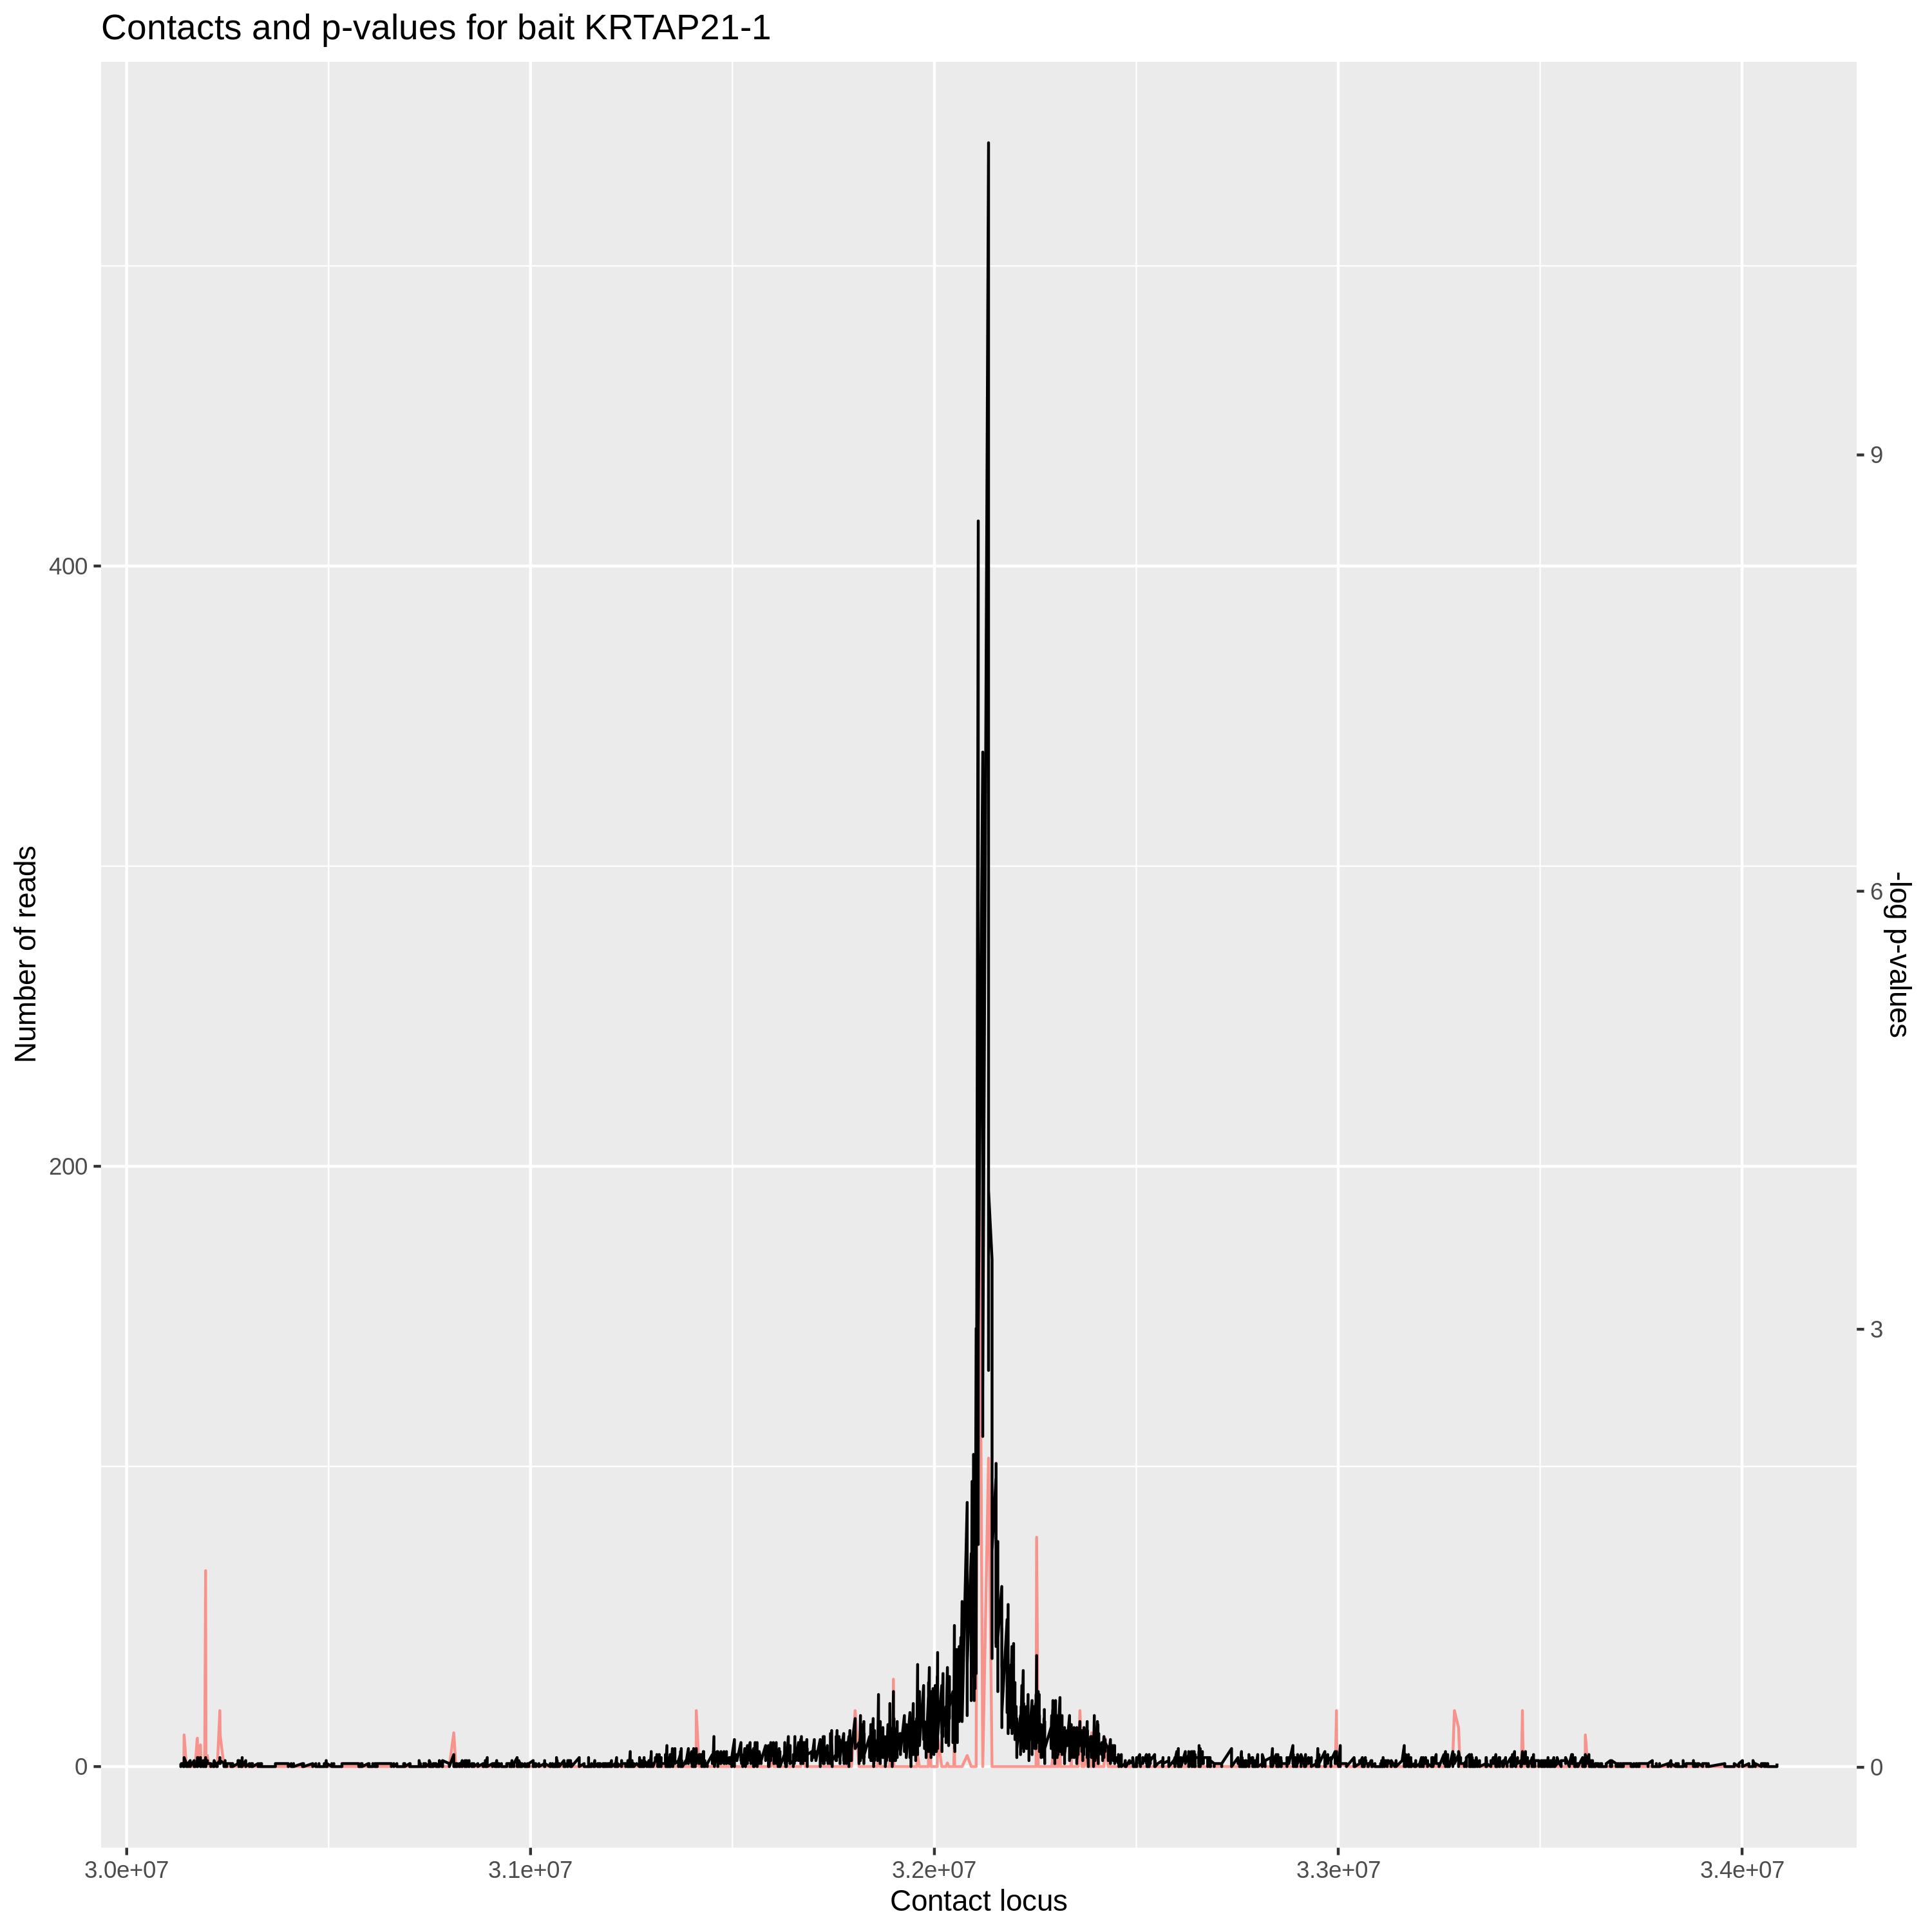 Contacts and p-values for bait KRTAP21-1
Number of reads
400
200
0
9
6
3
0
-log p-values
3.0e+07
3.1e+07
3.2e+07
3.3e+07
3.4e+07
Contact locus